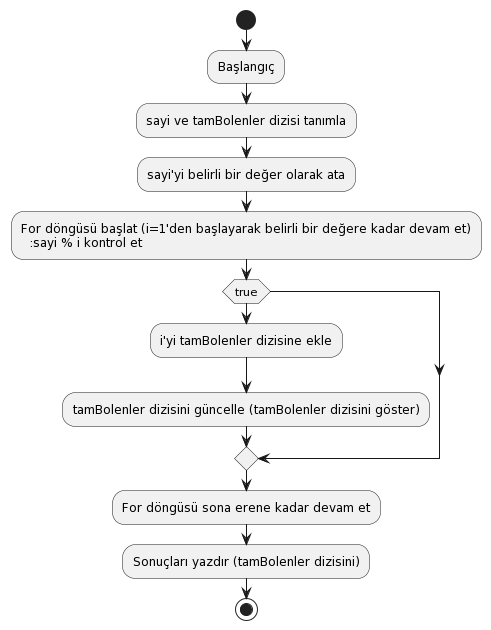 Başlangıç
sayi ve tamBolenler dizisi tanımla
sayi'yi belirli bir değer olarak ata
For döngüsü başlat (i=1'den başlayarak belirli bir değere kadar devam et)
:sayi % i kontrol et
true
i'yi tamBolenler dizisine ekle
tamBolenler dizisini güncelle (tamBolenler dizisini göster)
For döngüsü sona erene kadar devam et
Sonuçları yazdır (tamBolenler dizisini)